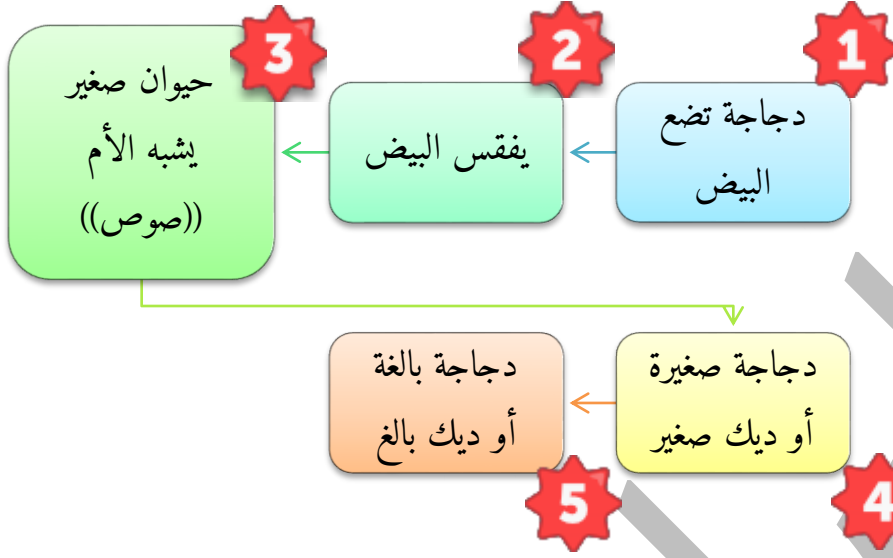 1
دجاجة تضع
البيض
2
يفقس البيض
3
حيوان صغير
يشبه الأم
((صوص))
4
دجاجة صغيرة
أو ديك صغير
5
دجاجة بالغة
أو ديك بالغ